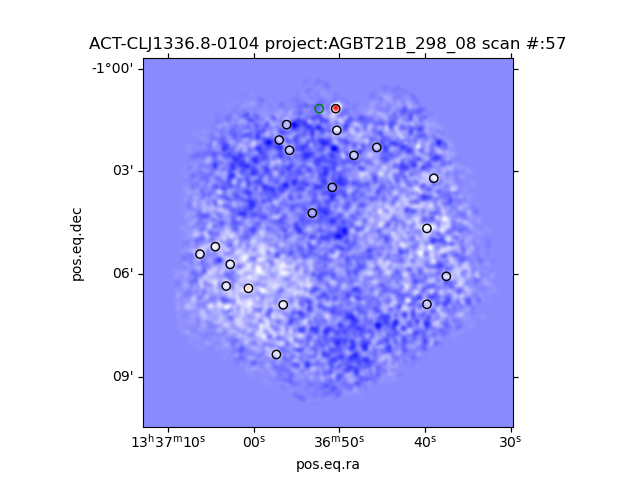 ACT-CLJ1336.8-0104 project:AGBT21B_298_08 scan #:57
-1°00'
03'
06'
09'
pos.eq.dec
13ʰ37ᵐ10ˢ 00ˢ 36ᵐ50ˢ 40ˢ 30ˢ
pos.eq.ra